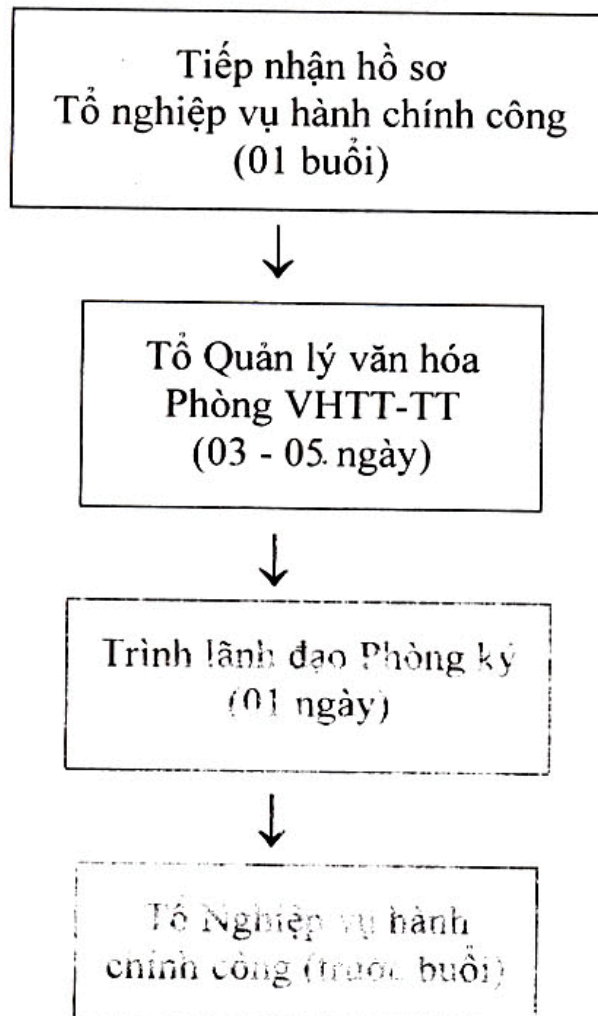 Tiếp nhận hồ sơ
Tổ nghiệp vụ hành chính công
(01 buổi)
Tổ Quản lý văn hóa
Phòng VHTT-TT
(03 - 05 ngày)
Trình lãnh đạo Phòng ký
(01 ngày)
Tổ Nghiệp vụ hành
chính công (trước buổi)